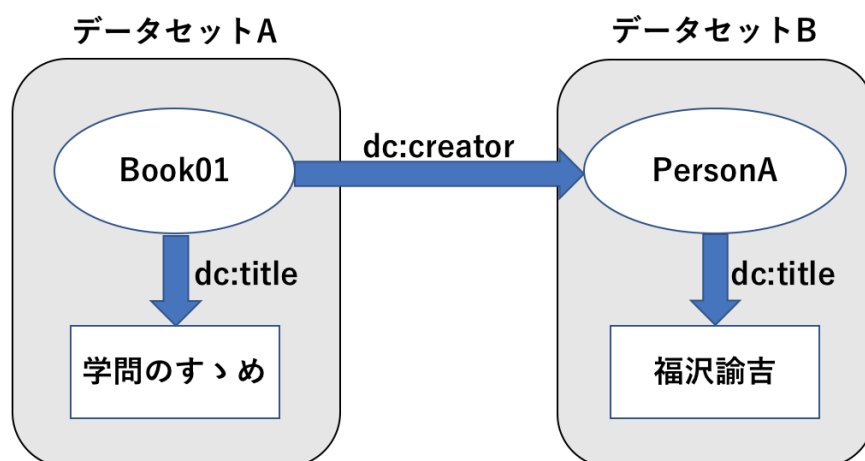 データセットA
データセットB
Book01
dc:creator
PersonA
dc:title
dc:title
学問のすゝめ
福沢諭吉